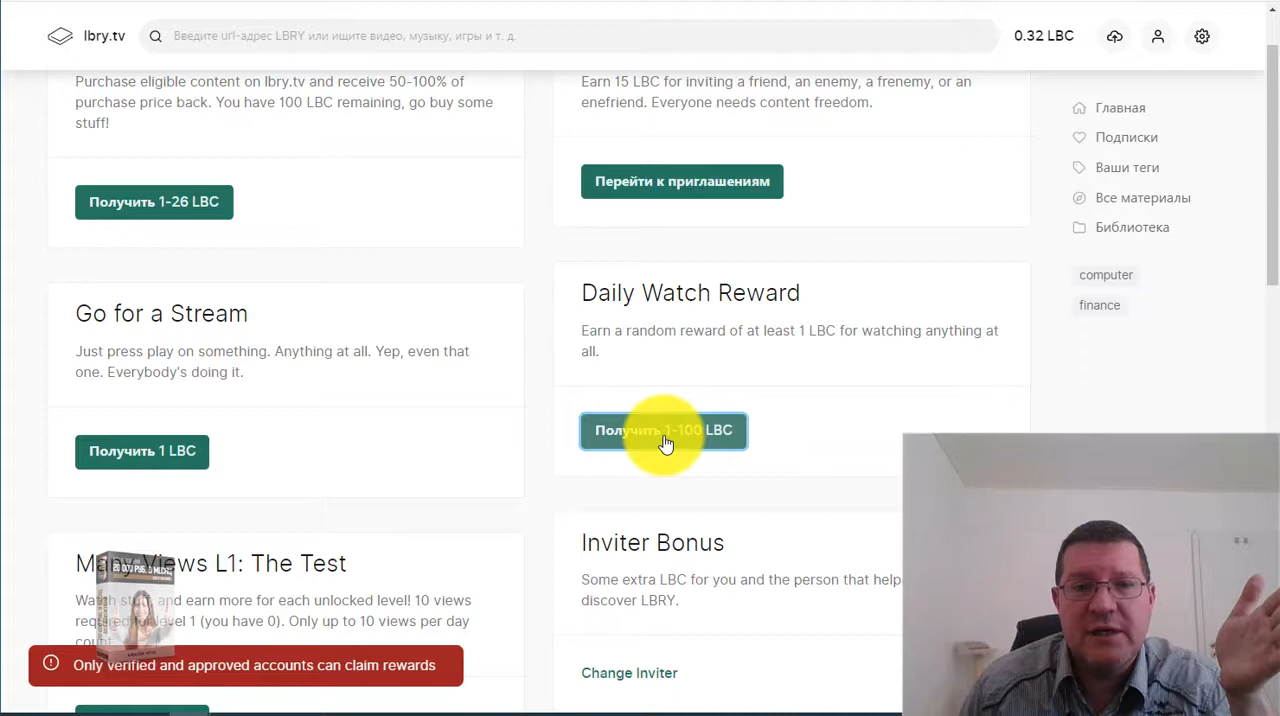 lbry.tv
Введите url-адрес LBRY или ищите видео, музыку, игры и т. д.
0.32 LBC
Purchase eligible content on lbry.tv and receive 50-100% of
purchase price back. You have 100 LBC remaining, go buy some
stuff!
Получить 1-26 LBC
Earn 15 LBC for inviting a friend, an enemy, a frenemy, or an
enefriend. Everyone needs content freedom.
Перейти к приглашениям
Go for a Stream
Just press play on something. Anything at all. Yep, even that
one. Everybody's doing it.
Получить 1 LBC
Daily Watch Reward
Earn a random reward of at least 1 LBC for watching anything at
all.
Получить 1-100 LBC
Many Views L1: The Test
Watch stuff and earn more for each unlocked level! 10 views
required for level 1 (you have 0). Only up to 10 views per day
count.
Only verified and approved accounts can claim rewards
Inviter Bonus
Some extra LBC for you and the person that help
discover LBRY.
Change Inviter
Главная
Подписки
Ваши теги
Все материалы
Библиотека
computer
finance